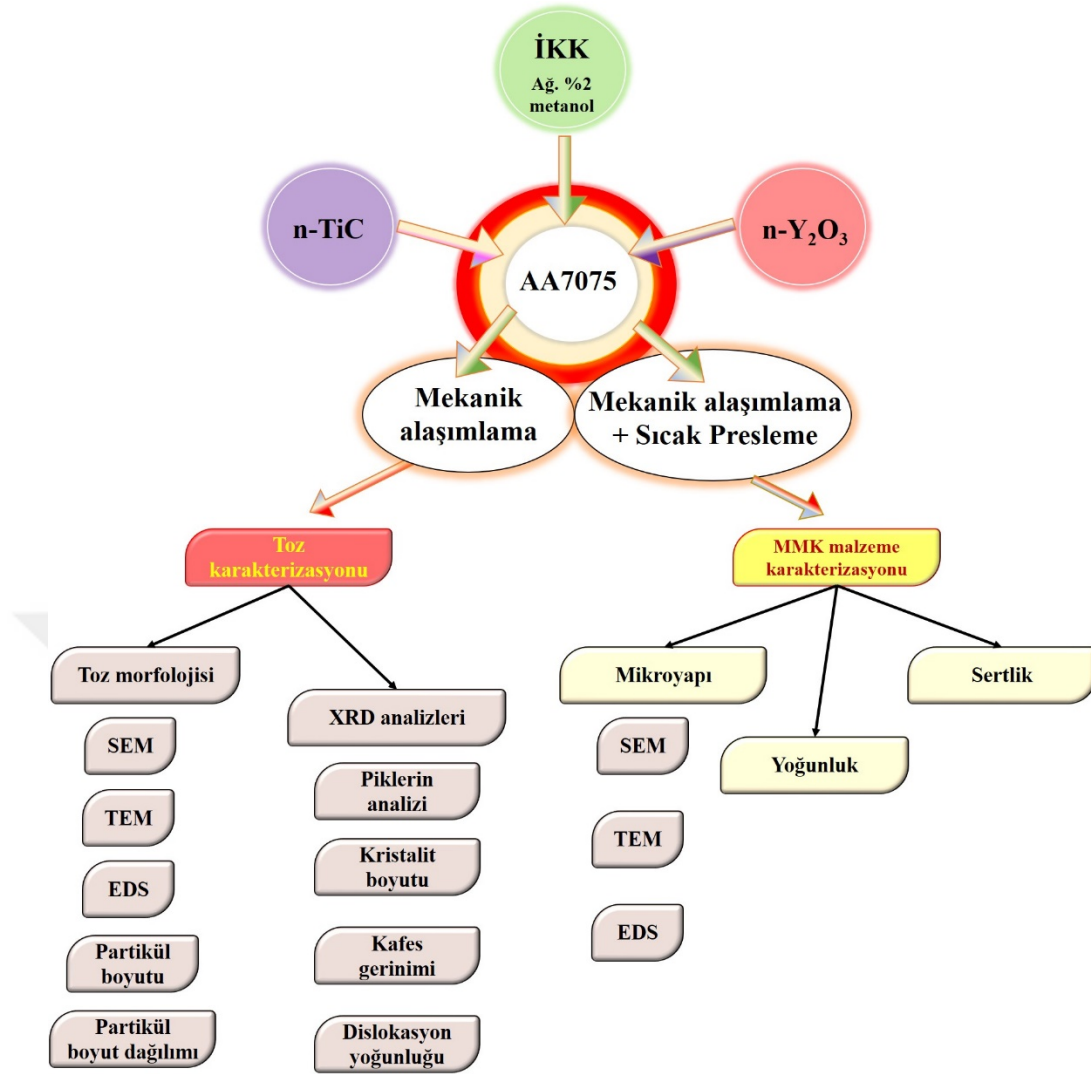 İKK
Ağ. %2
metanol
n-TiC
n-Y₂O₃
AA7075
Mekanik
alaşımlama
Mekanik alaşımlama
+ Sıcak Presleme
Toz
karakterizasyonu
MMK malzeme
karakterizasyonu
Toz morfolojisi
SEM
TEM
EDS
Partikül
boyutu
Partikül
boyut dağılımı
XRD analizleri
Piklerin
analizi
Kristalit
boyutu
Kafes
gerinimi
Dislokasyon
yoğunluğu
Mikroyapı
SEM
TEM
EDS
Yoğunluk
Sertlik